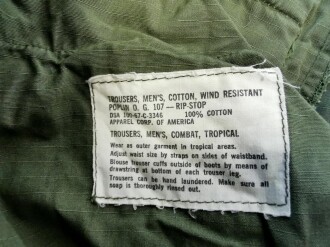 TROUSERS, MEN'S, COTTON, WIND RESISTANT
POPLIN O. G. 107 — RIP-STOP
DSA 100-67-C-3346 100% COTTON
APPAREL CORP. OF AMERICA
TROUSERS, MEN'S, COMBAT, TROPICAL
Wear as outer garment in tropical areas.
Adjust waist size by straps on sides of waistband.
Blouse trouser cuffs outside of boots by means of
drawstring at bottom of each trouser leg.
Trousers can be hand laundered. Make sure all
soap is thoroughly rinsed out.